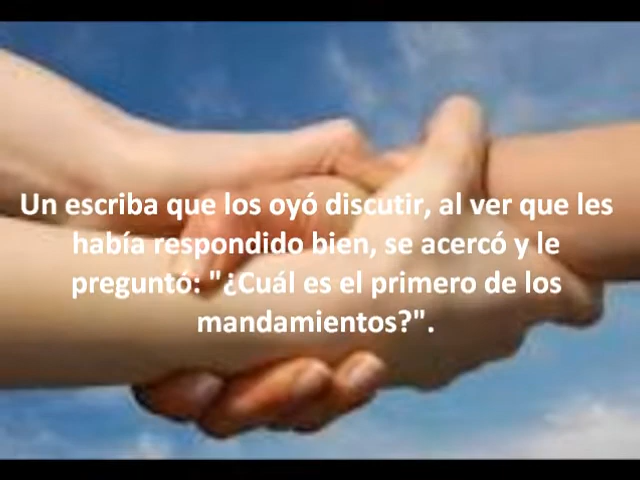 Un escriba que los oyó discutir, al ver que les
había respondido bien, se acercó y le
preguntó: "¿Cuál es el primero de los
mandamientos?".